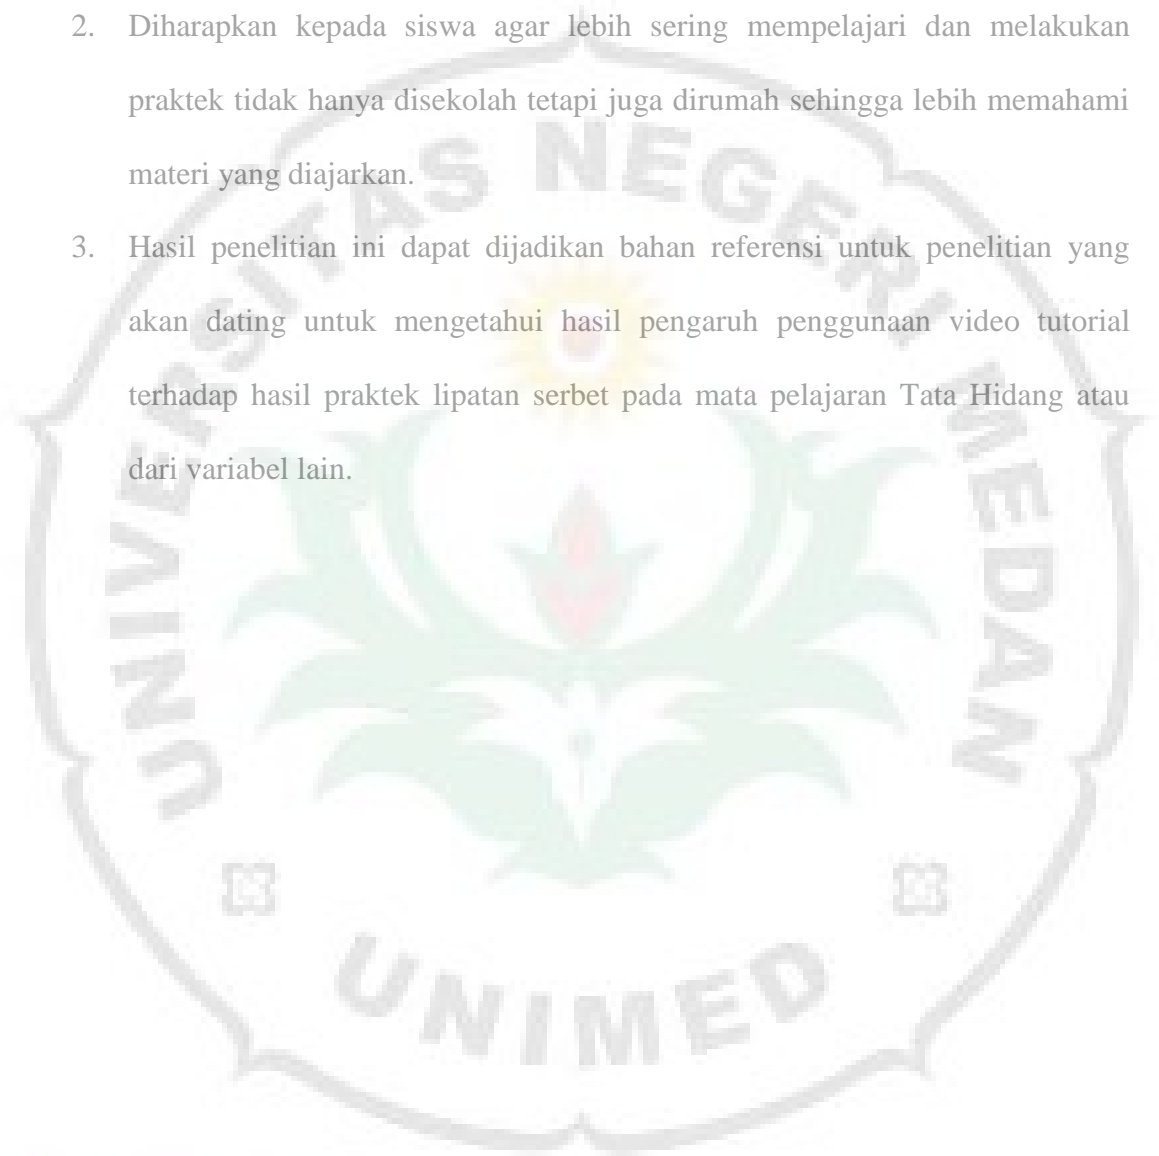 2. Diharapkan kepada siswa agar lebih sering mempelajari dan melakukan
praktek tidak hanya disekolah tetapi juga dirumah sehingga lebih memahami
materi yang diajarkan.
3. Hasil penelitian ini dapat dijadikan bahan referensi untuk penelitian yang
akan dating untuk mengetahui hasil pengaruh penggunaan video tutorial
terhadap hasil praktek lipatan serbet pada mata pelajaran Tata Hidang atau
dari variabel lain.
UNIVERSITAS NEGERI MEDAN
UNIMED